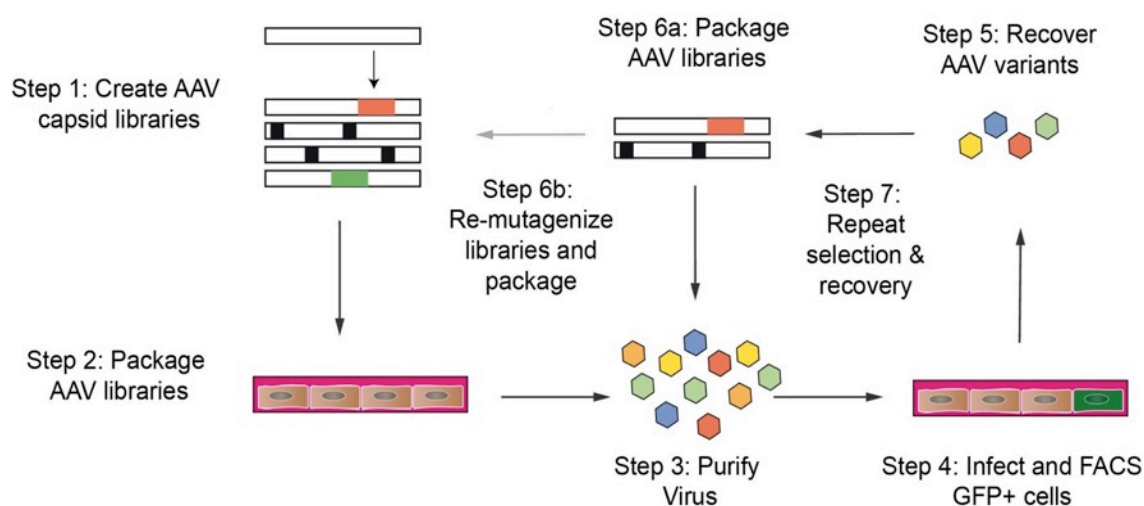 Step 1: Create AAV
capsid libraries
Step 6a: Package
AAV libraries
Step 5: Recover
AAV variants
Step 6b:
Re-mutagenize
libraries and
package
Step 7:
Repeat
selection &
recovery
Step 2: Package
AAV libraries
Step 3: Purify
Virus
Step 4: Infect and FACS
GFP+ cells